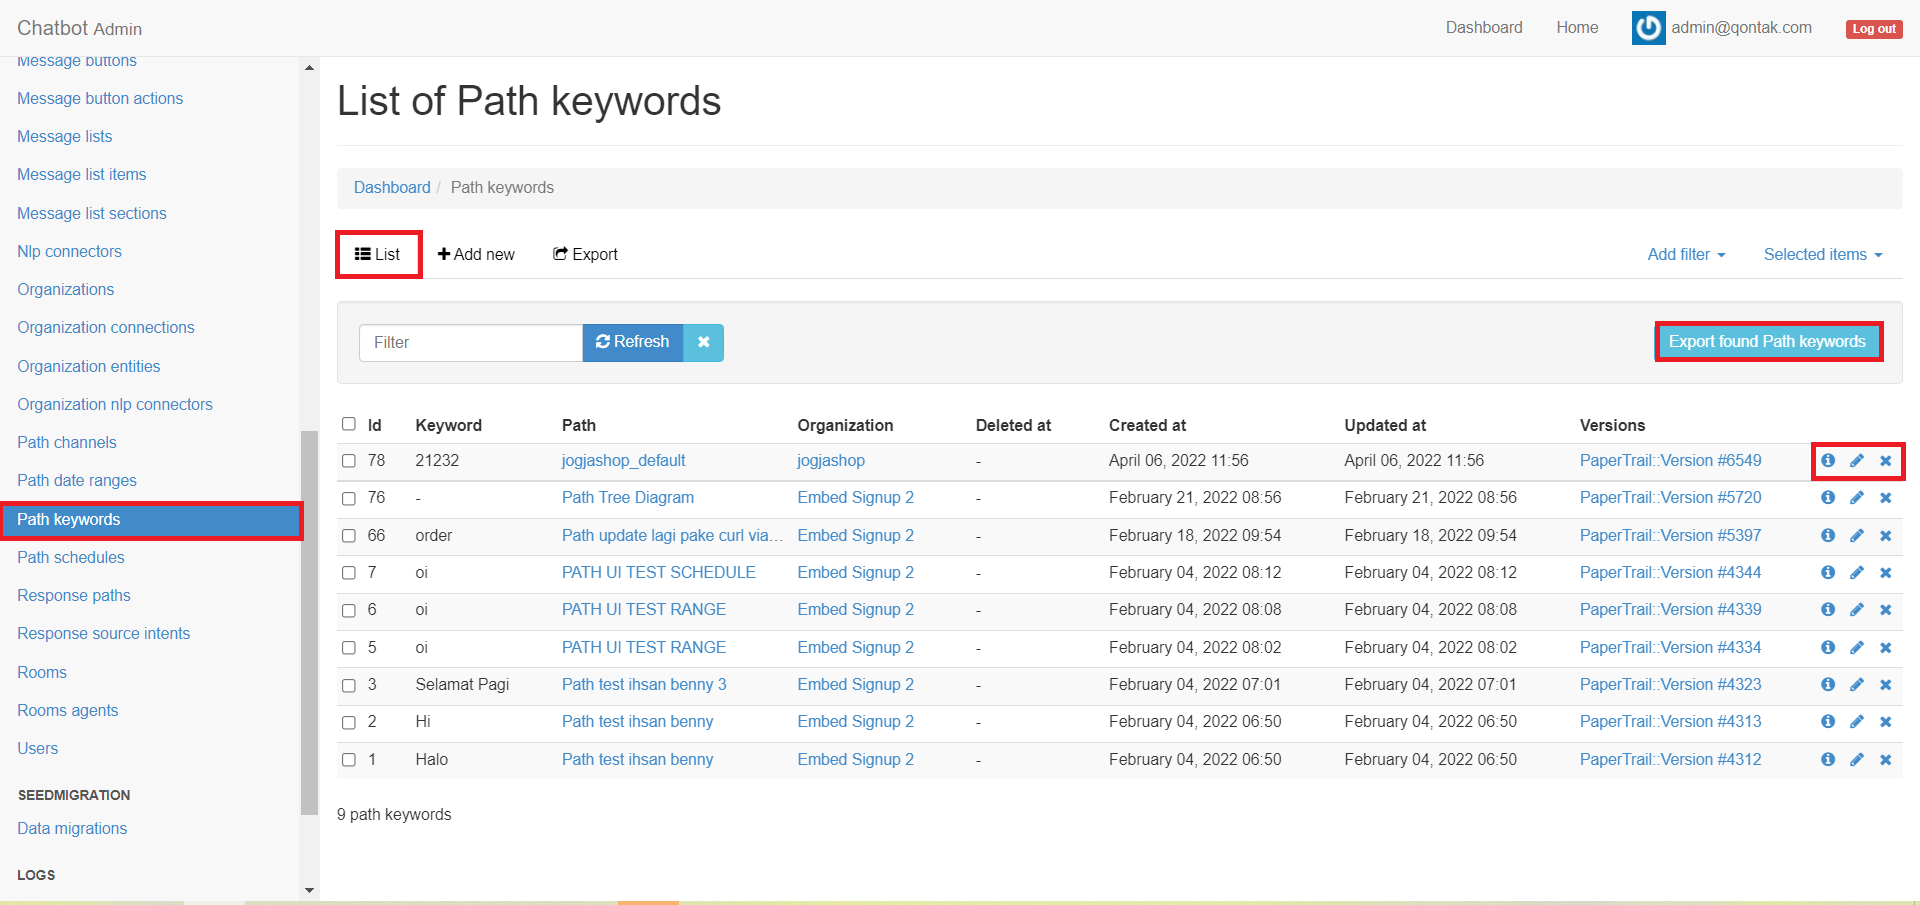 Chatbot Admin
Dashboard Home admin@qontak.com Log out
Message buttons
Message button actions
Message lists
Message list items
Message list sections
Nlp connectors
Organizations
Organization connections
Organization entities
Organization nlp connectors
Path channels
Path date ranges
Path keywords
Path schedules
Response paths
Response source intents
Rooms
Rooms agents
Users
SEEDMIGRATION
Data migrations
LOGS
List of Path keywords
Dashboard / Path keywords
List Add new Export Add filter Selected items
Filter Refresh Export found Path keywords
Id Keyword Path Organization Deleted at Created at Updated at Versions
78 21232 jogjashop_default jogjashop - April 06, 2022 11:56 April 06, 2022 11:56 PaperTrail::Version #6549
76 - Path Tree Diagram Embed Signup 2 - February 21, 2022 08:56 February 21, 2022 08:56 PaperTrail::Version #5720
66 order Path update lagi pake curl via... Embed Signup 2 - February 18, 2022 09:54 February 18, 2022 09:54 PaperTrail::Version #5397
7 oi PATH UI TEST SCHEDULE Embed Signup 2 - February 04, 2022 08:12 February 04, 2022 08:12 PaperTrail::Version #4344
6 oi PATH UI TEST RANGE Embed Signup 2 - February 04, 2022 08:08 February 04, 2022 08:08 PaperTrail::Version #4339
5 oi PATH UI TEST RANGE Embed Signup 2 - February 04, 2022 08:02 February 04, 2022 08:02 PaperTrail::Version #4334
3 Selamat Pagi Path test ihsan benny 3 Embed Signup 2 - February 04, 2022 07:01 February 04, 2022 07:01 PaperTrail::Version #4323
2 Hi Path test ihsan benny Embed Signup 2 - February 04, 2022 06:50 February 04, 2022 06:50 PaperTrail::Version #4313
1 Halo Path test ihsan benny Embed Signup 2 - February 04, 2022 06:50 February 04, 2022 06:50 PaperTrail::Version #4312
9 path keywords